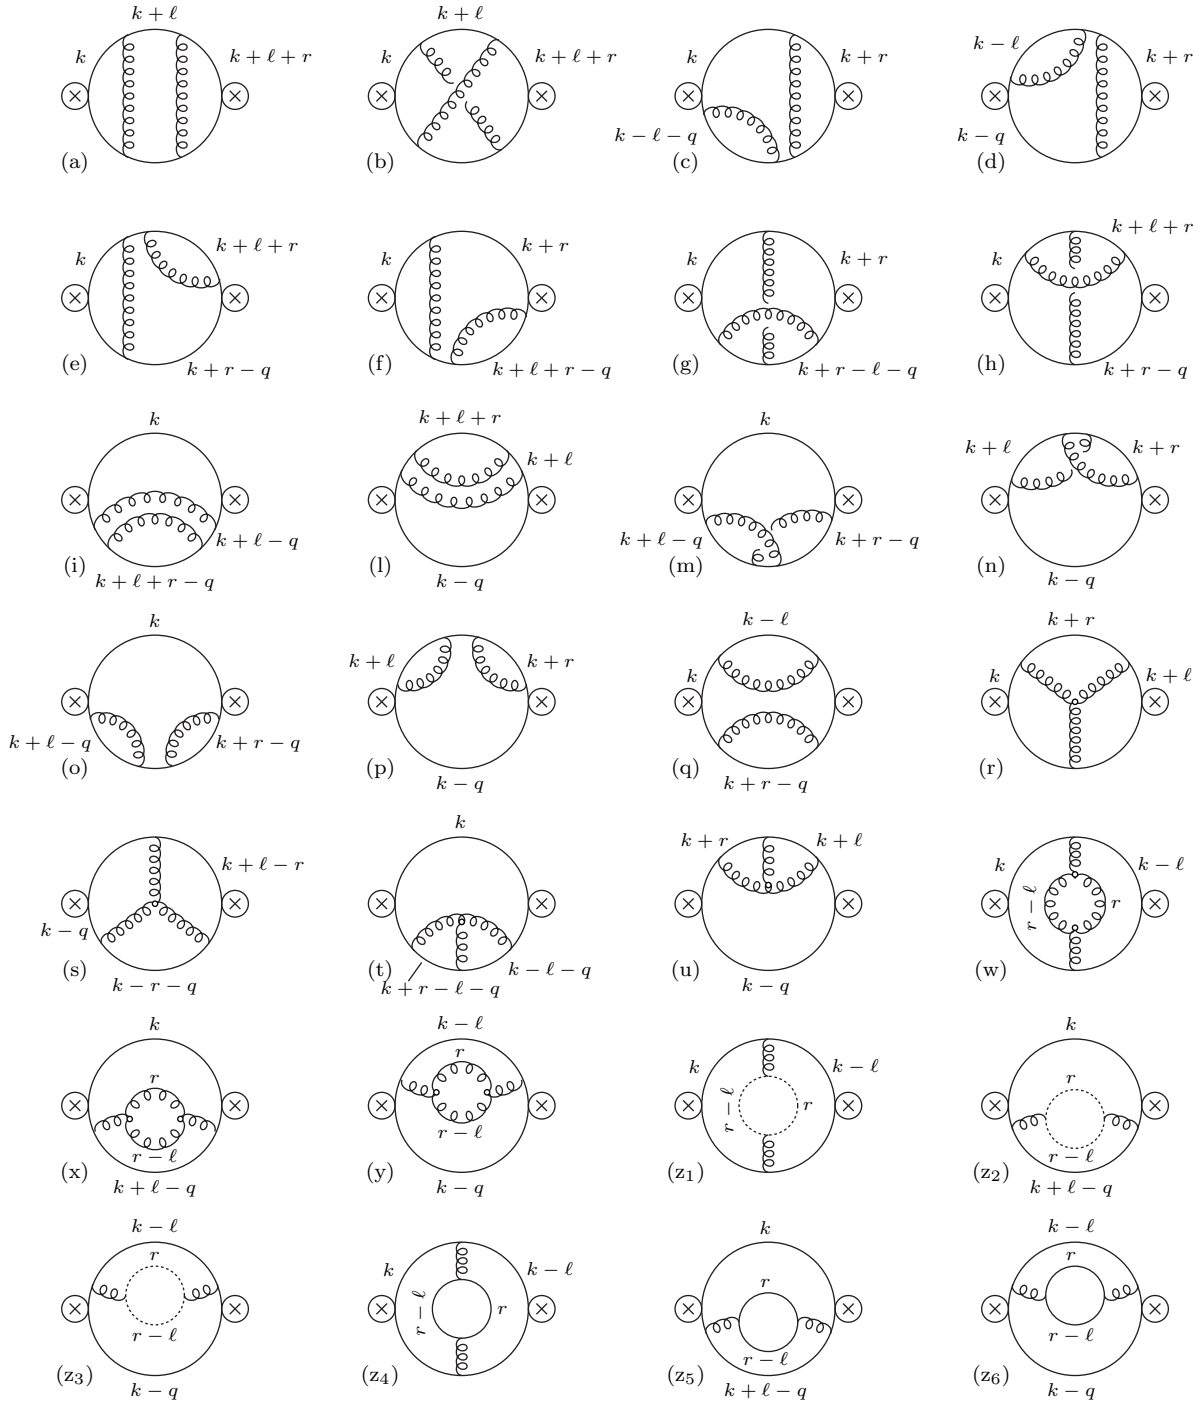 k + ℓ
k
k + ℓ + r
(a)
k + ℓ
k
k + ℓ + r
(b)
k
k + r
k − ℓ − q
(c)
k − ℓ
k + r
k − q
(d)
k
k + ℓ + r
(e)
k + r − q
k
k + r
(f)
k + ℓ + r − q
k
k + r
(g)
k + r − ℓ − q
k + ℓ + r
k
(h)
k + r − q
k
k + ℓ − q
(i)
k + ℓ + r − q
k + ℓ + r
k + ℓ
(l)
k − q
k
k + ℓ − q
k + r − q
(m)
k + ℓ
k + r
(n)
k − q
k
k + ℓ − q
k + r − q
(o)
k + ℓ
k + r
(p)
k − q
k − ℓ
k
(q)
k + r − q
k + r
k
k + ℓ
(r)
k + ℓ − r
k − q
(s)
k − r − q
k
(t)
k − ℓ − q
k + r − ℓ − q
k + r
k + ℓ
(u)
k − q
k
k − ℓ
r − ℓ
r
(w)
k
r
r − ℓ
(x)
k + ℓ − q
k − ℓ
r
r − ℓ
(y)
k − q
k
k − ℓ
r − ℓ
r
(z1)
k
r
r − ℓ
(z2)
k + ℓ − q
k − ℓ
r
r − ℓ
(z3)
k − q
k
k − ℓ
r − ℓ
r
(z4)
k
r
r − ℓ
(z5)
k + ℓ − q
k − ℓ
r
r − ℓ
(z6)
k − q